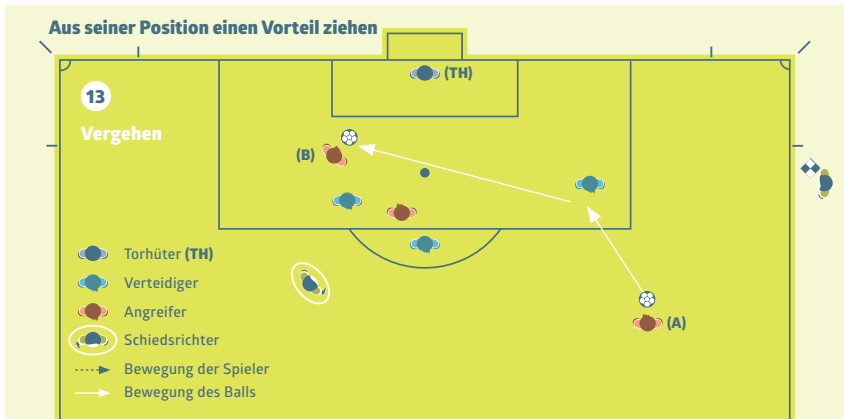 Aus seiner Position einen Vorteil ziehen
(TH)
13
Vergehen
(B)
Torhüter (TH)
Verteidiger
Angreifer
(A)
Schiedsrichter
Bewegung der Spieler
Bewegung des Balls